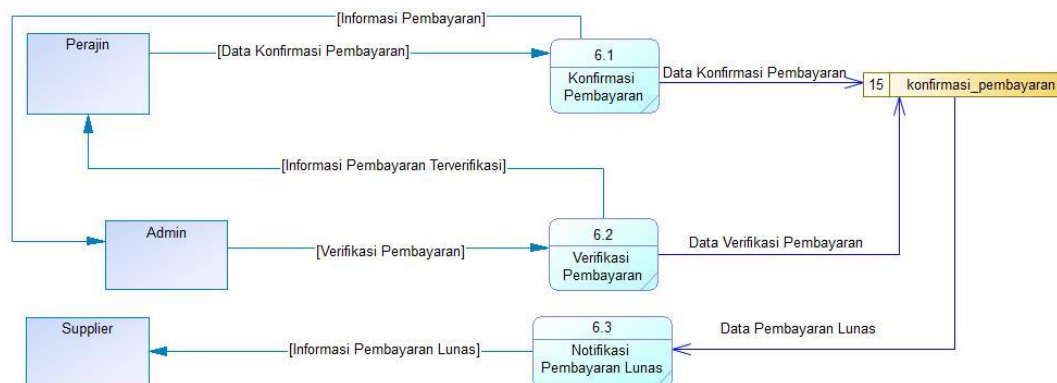 [Informasi Pembayaran]
Perajin
[Data Konfirmasi Pembayaran]
6.1
Konfirmasi
Pembayaran
Data Konfirmasi Pembayaran
15
konfirmasi_pembayaran
[Informasi Pembayaran Terverifikasi]
Admin
[Verifikasi Pembayaran]
6.2
Verifikasi
Pembayaran
Data Verifikasi Pembayaran
Supplier
[Informasi Pembayaran Lunas]
6.3
Notifikasi
Pembayaran Lunas
Data Pembayaran Lunas